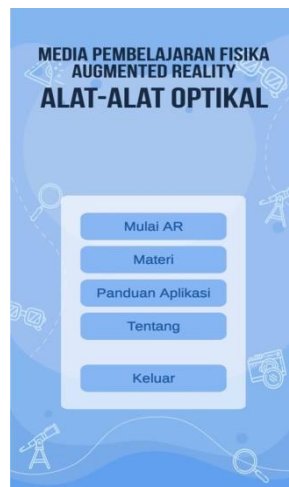 MEDIA PEMBELAJARAN FISIKA
AUGMENTED REALITY
ALAT-ALAT OPTIKAL
Mulai AR
Materi
Panduan Aplikasi
Tentang
Keluar